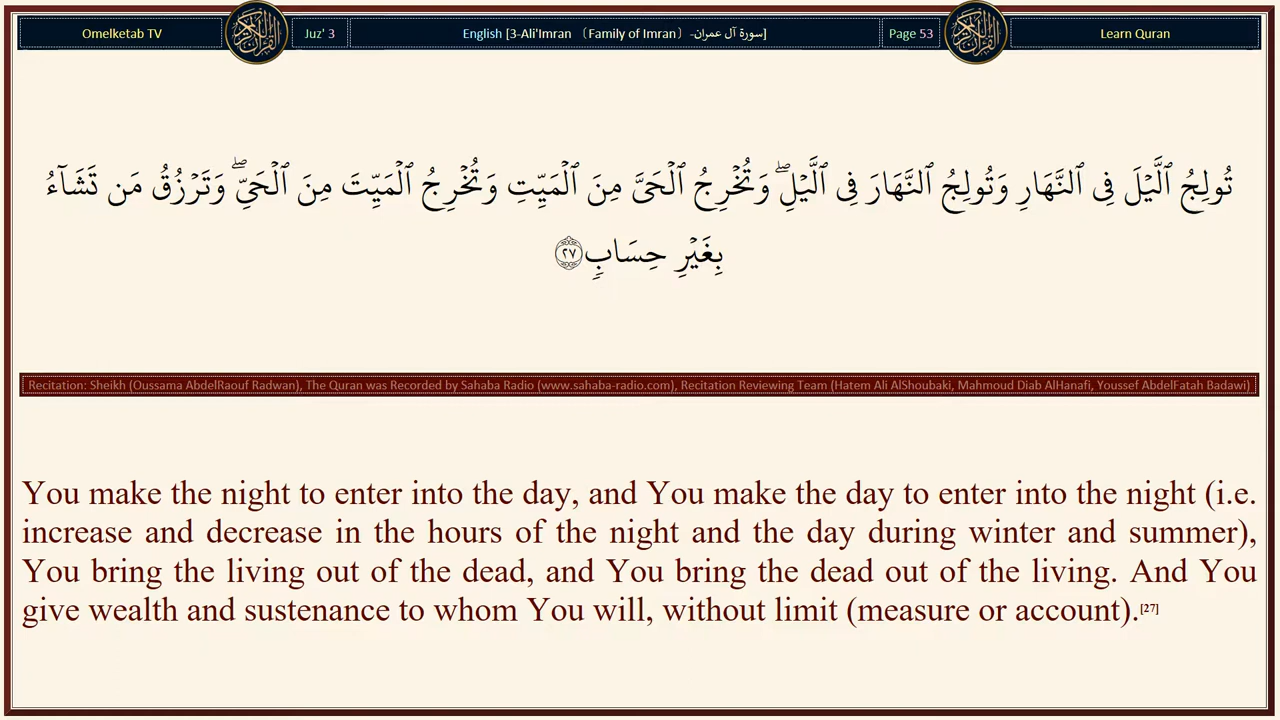 Omelketab TV
Juz' 3
English [3-Ali'Imran (Family of Imran) -سورة آل عمران]
Page 53
Learn Quran
تُولِجُ ٱلَّيۡلَ فِي ٱلنَّهَارِ وَتُولِجُ ٱلنَّهَارَ فِي ٱلَّيۡلِۖ وَتُخۡرِجُ ٱلۡحَيَّ مِنَ ٱلۡمَيِّتِ وَتُخۡرِجُ ٱلۡمَيِّتَ مِنَ ٱلۡحَيِّۖ وَتَرۡزُقُ مَن تَشَآءُ
بِغَيۡرِ حِسَابٖ ٢٧
Recitation: Sheikh (Oussama AbdelRaouf Radwan), The Quran was Recorded by Sahaba Radio (www.sahaba-radio.com), Recitation Reviewing Team (Hatem Ali AlShoubaki, Mahmoud Diab AlHanafi, Youssef AbdelFatah Badawi)
You make the night to enter into the day, and You make the day to enter into the night (i.e.
increase and decrease in the hours of the night and the day during winter and summer),
You bring the living out of the dead, and You bring the dead out of the living. And You
give wealth and sustenance to whom You will, without limit (measure or account).[27]